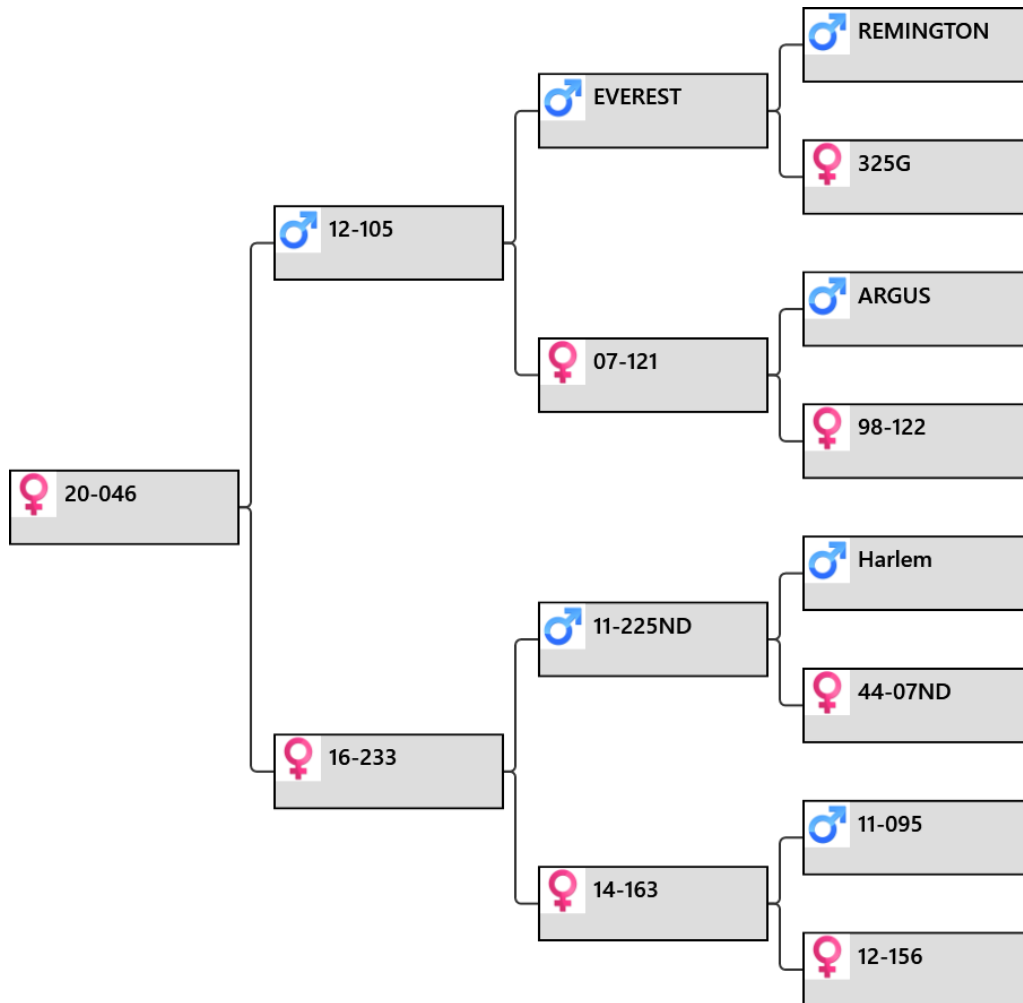 REMINGTON
EVEREST
325G
12-105
ARGUS
07-121
98-122
20-046
Harlem
11-225ND
44-07ND
16-233
11-095
14-163
12-156